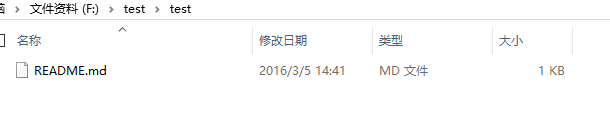 文件资料 (F:) › test › test
名称 修改日期 类型 大小
README.md 2016/3/5 14:41 MD 文件 1 KB